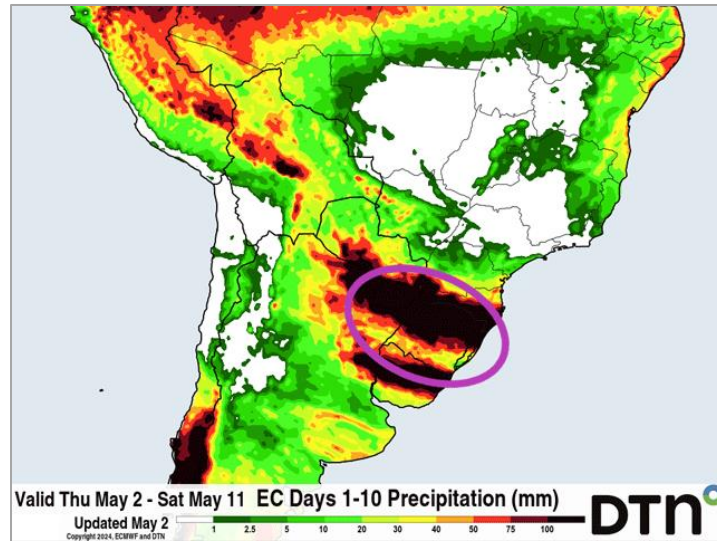 Valid Thu May 2 - Sat May 11 EC Days 1-10 Precipitation (mm)
Updated May 2
1 2.5 5 10 20 30 40 50 75 100
Copyright 2024, ECMWF and DTN
DTN